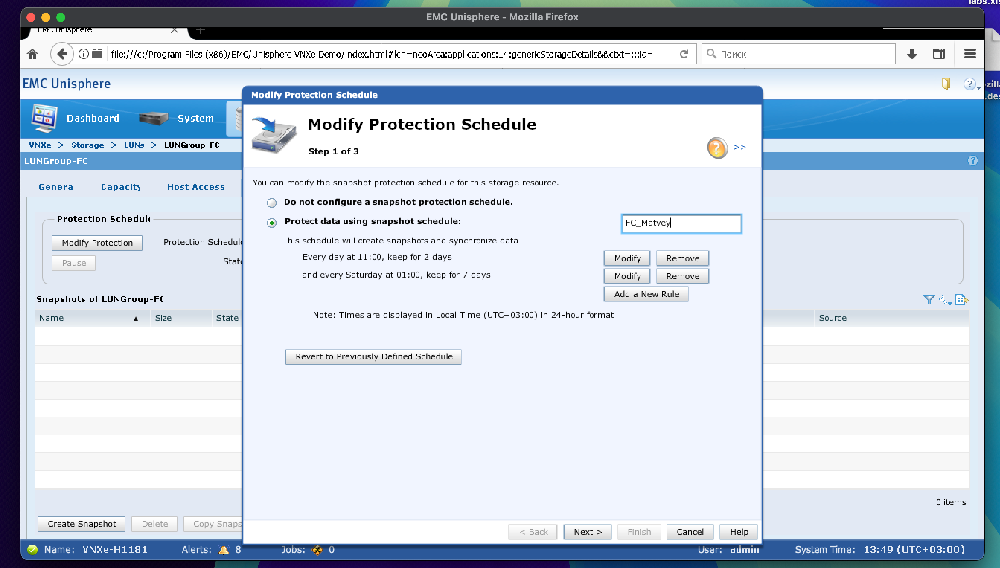 labs.xls
EMC Unisphere - Mozilla Firefox
EMC Unisphere
file:///c:/Program Files (x86)/EMC/Unisphere VNXe Demo/index.html#lcn=neoArea:applications:14:genericStorageDetails&&ctxt=:::id=
Поиск
EMC Unisphere
ozilla
.des
Modify Protection Schedule
Dashboard
System
Modify Protection Schedule
Step 1 of 3
>>
VNXe > Storage > LUNs > LUNGroup-FC
LUNGroup-FC
Genera
Capacity
Host Access
You can modify the snapshot protection schedule for this storage resource.
Do not configure a snapshot protection schedule.
Protect data using snapshot schedule:
FC_Matvey
This schedule will create snapshots and synchronize data
Every day at 11:00, keep for 2 days
Modify
Remove
and every Saturday at 01:00, keep for 7 days
Modify
Remove
Add a New Rule
Note: Times are displayed in Local Time (UTC+03:00) in 24-hour format
Revert to Previously Defined Schedule
Protection Schedule
Modify Protection
Protection Schedule
Pause
State
Snapshots of LUNGroup-FC
Name
Size
State
Source
0 items
Create Snapshot
Delete
Copy Snaps
< Back
Next >
Finish
Cancel
Help
Name: VNXe-H1181
Alerts: 8
Jobs: 0
User: admin
System Time: 13:49 (UTC+03:00)